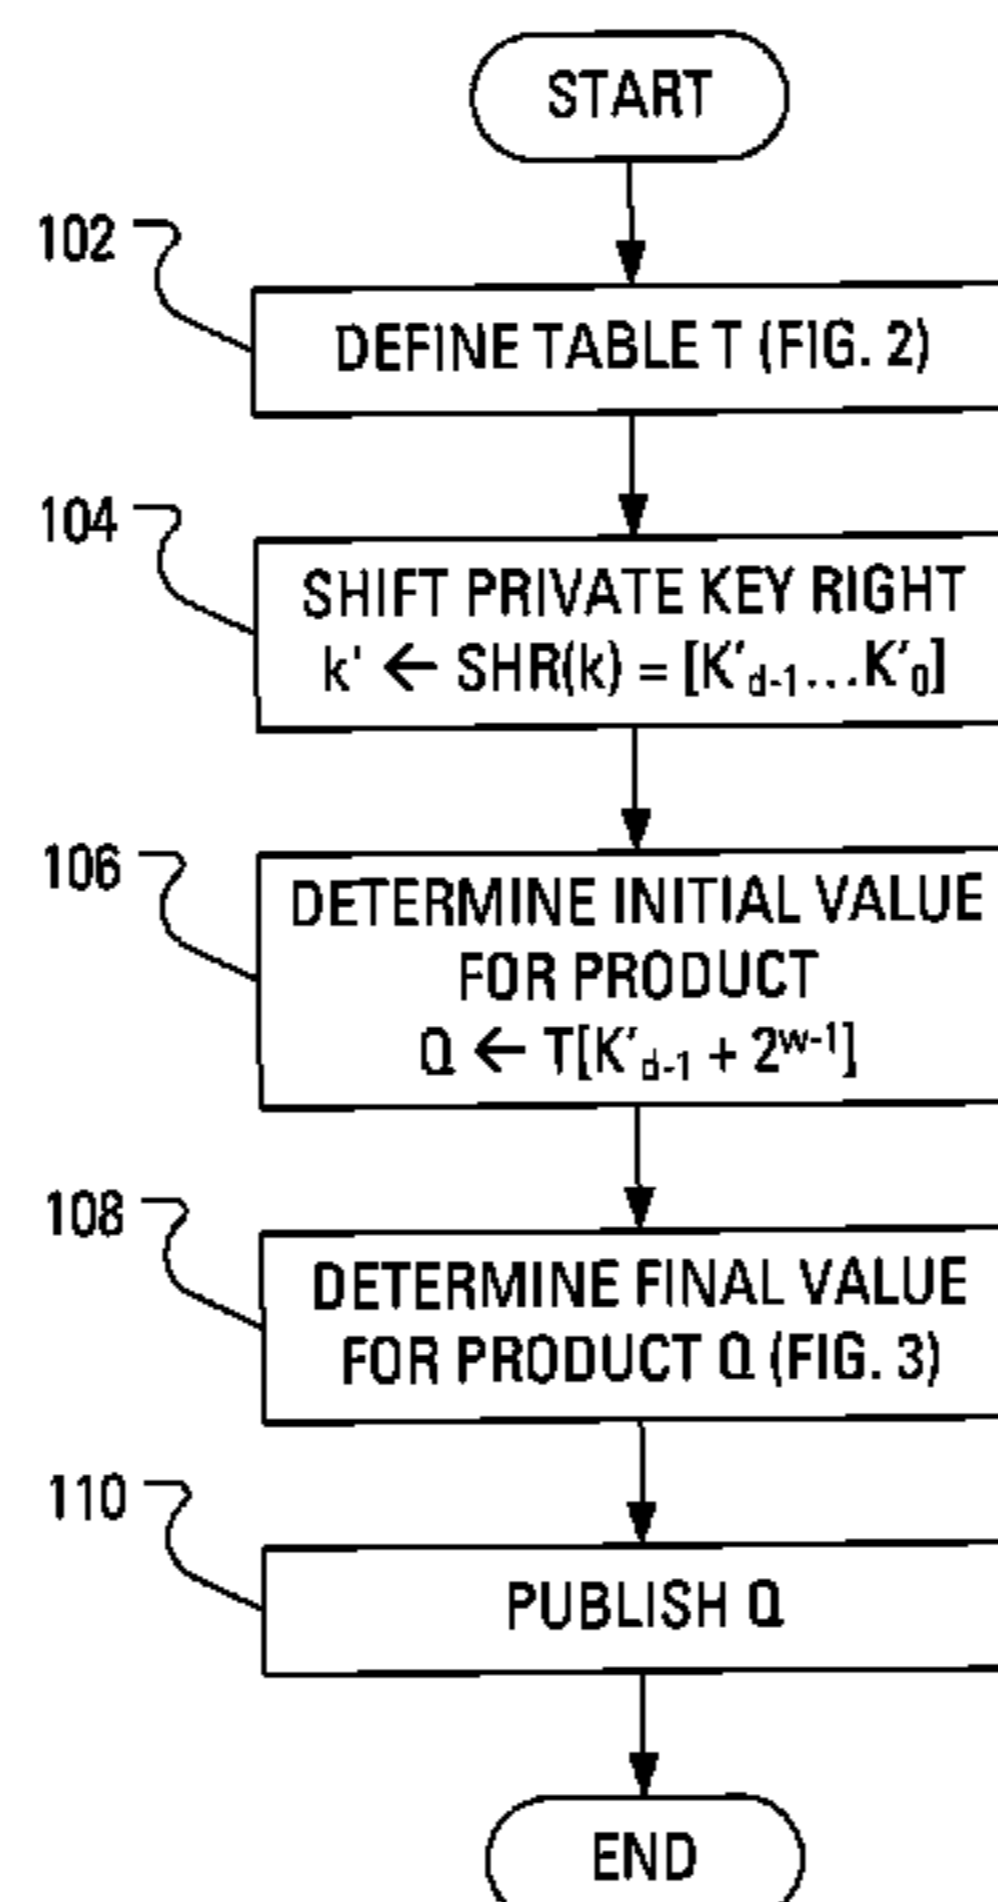 START
102
DEFINE TABLE T (FIG. 2)
104
SHIFT PRIVATE KEY RIGHT
k' ← SHR(k) = [K′d-1...K′0]
106
DETERMINE INITIAL VALUE
FOR PRODUCT
Q ← T[K′d-1 + 2^w-1]
108
DETERMINE FINAL VALUE
FOR PRODUCT Q (FIG. 3)
110
PUBLISH Q
END